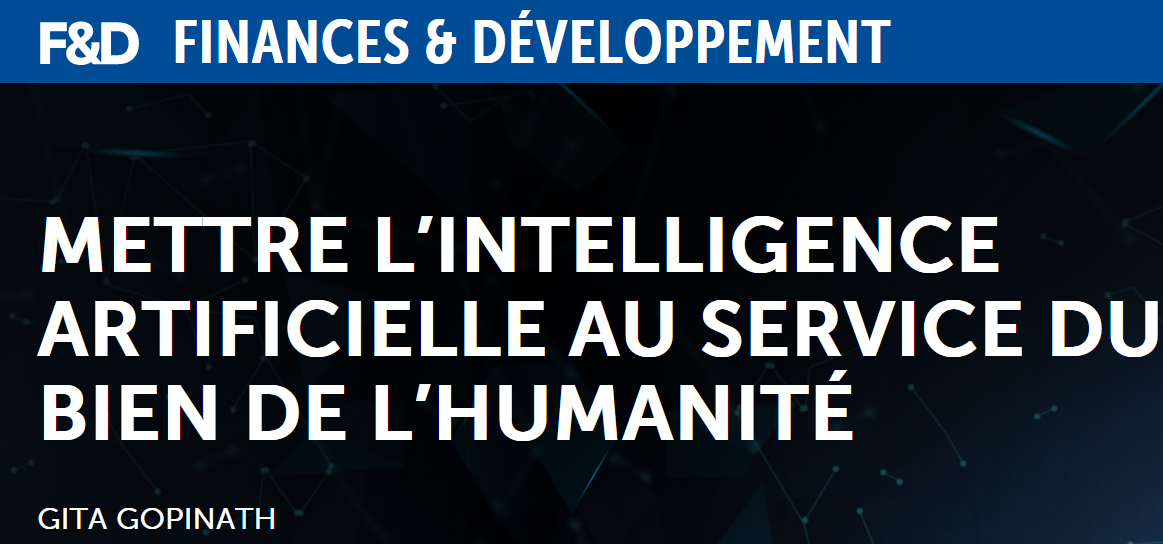 F&D FINANCES & DÉVELOPPEMENT
METTRE L’INTELLIGENCE
ARTIFICIELLE AU SERVICE DU
BIEN DE L’HUMANITÉ
GITA GOPINATH